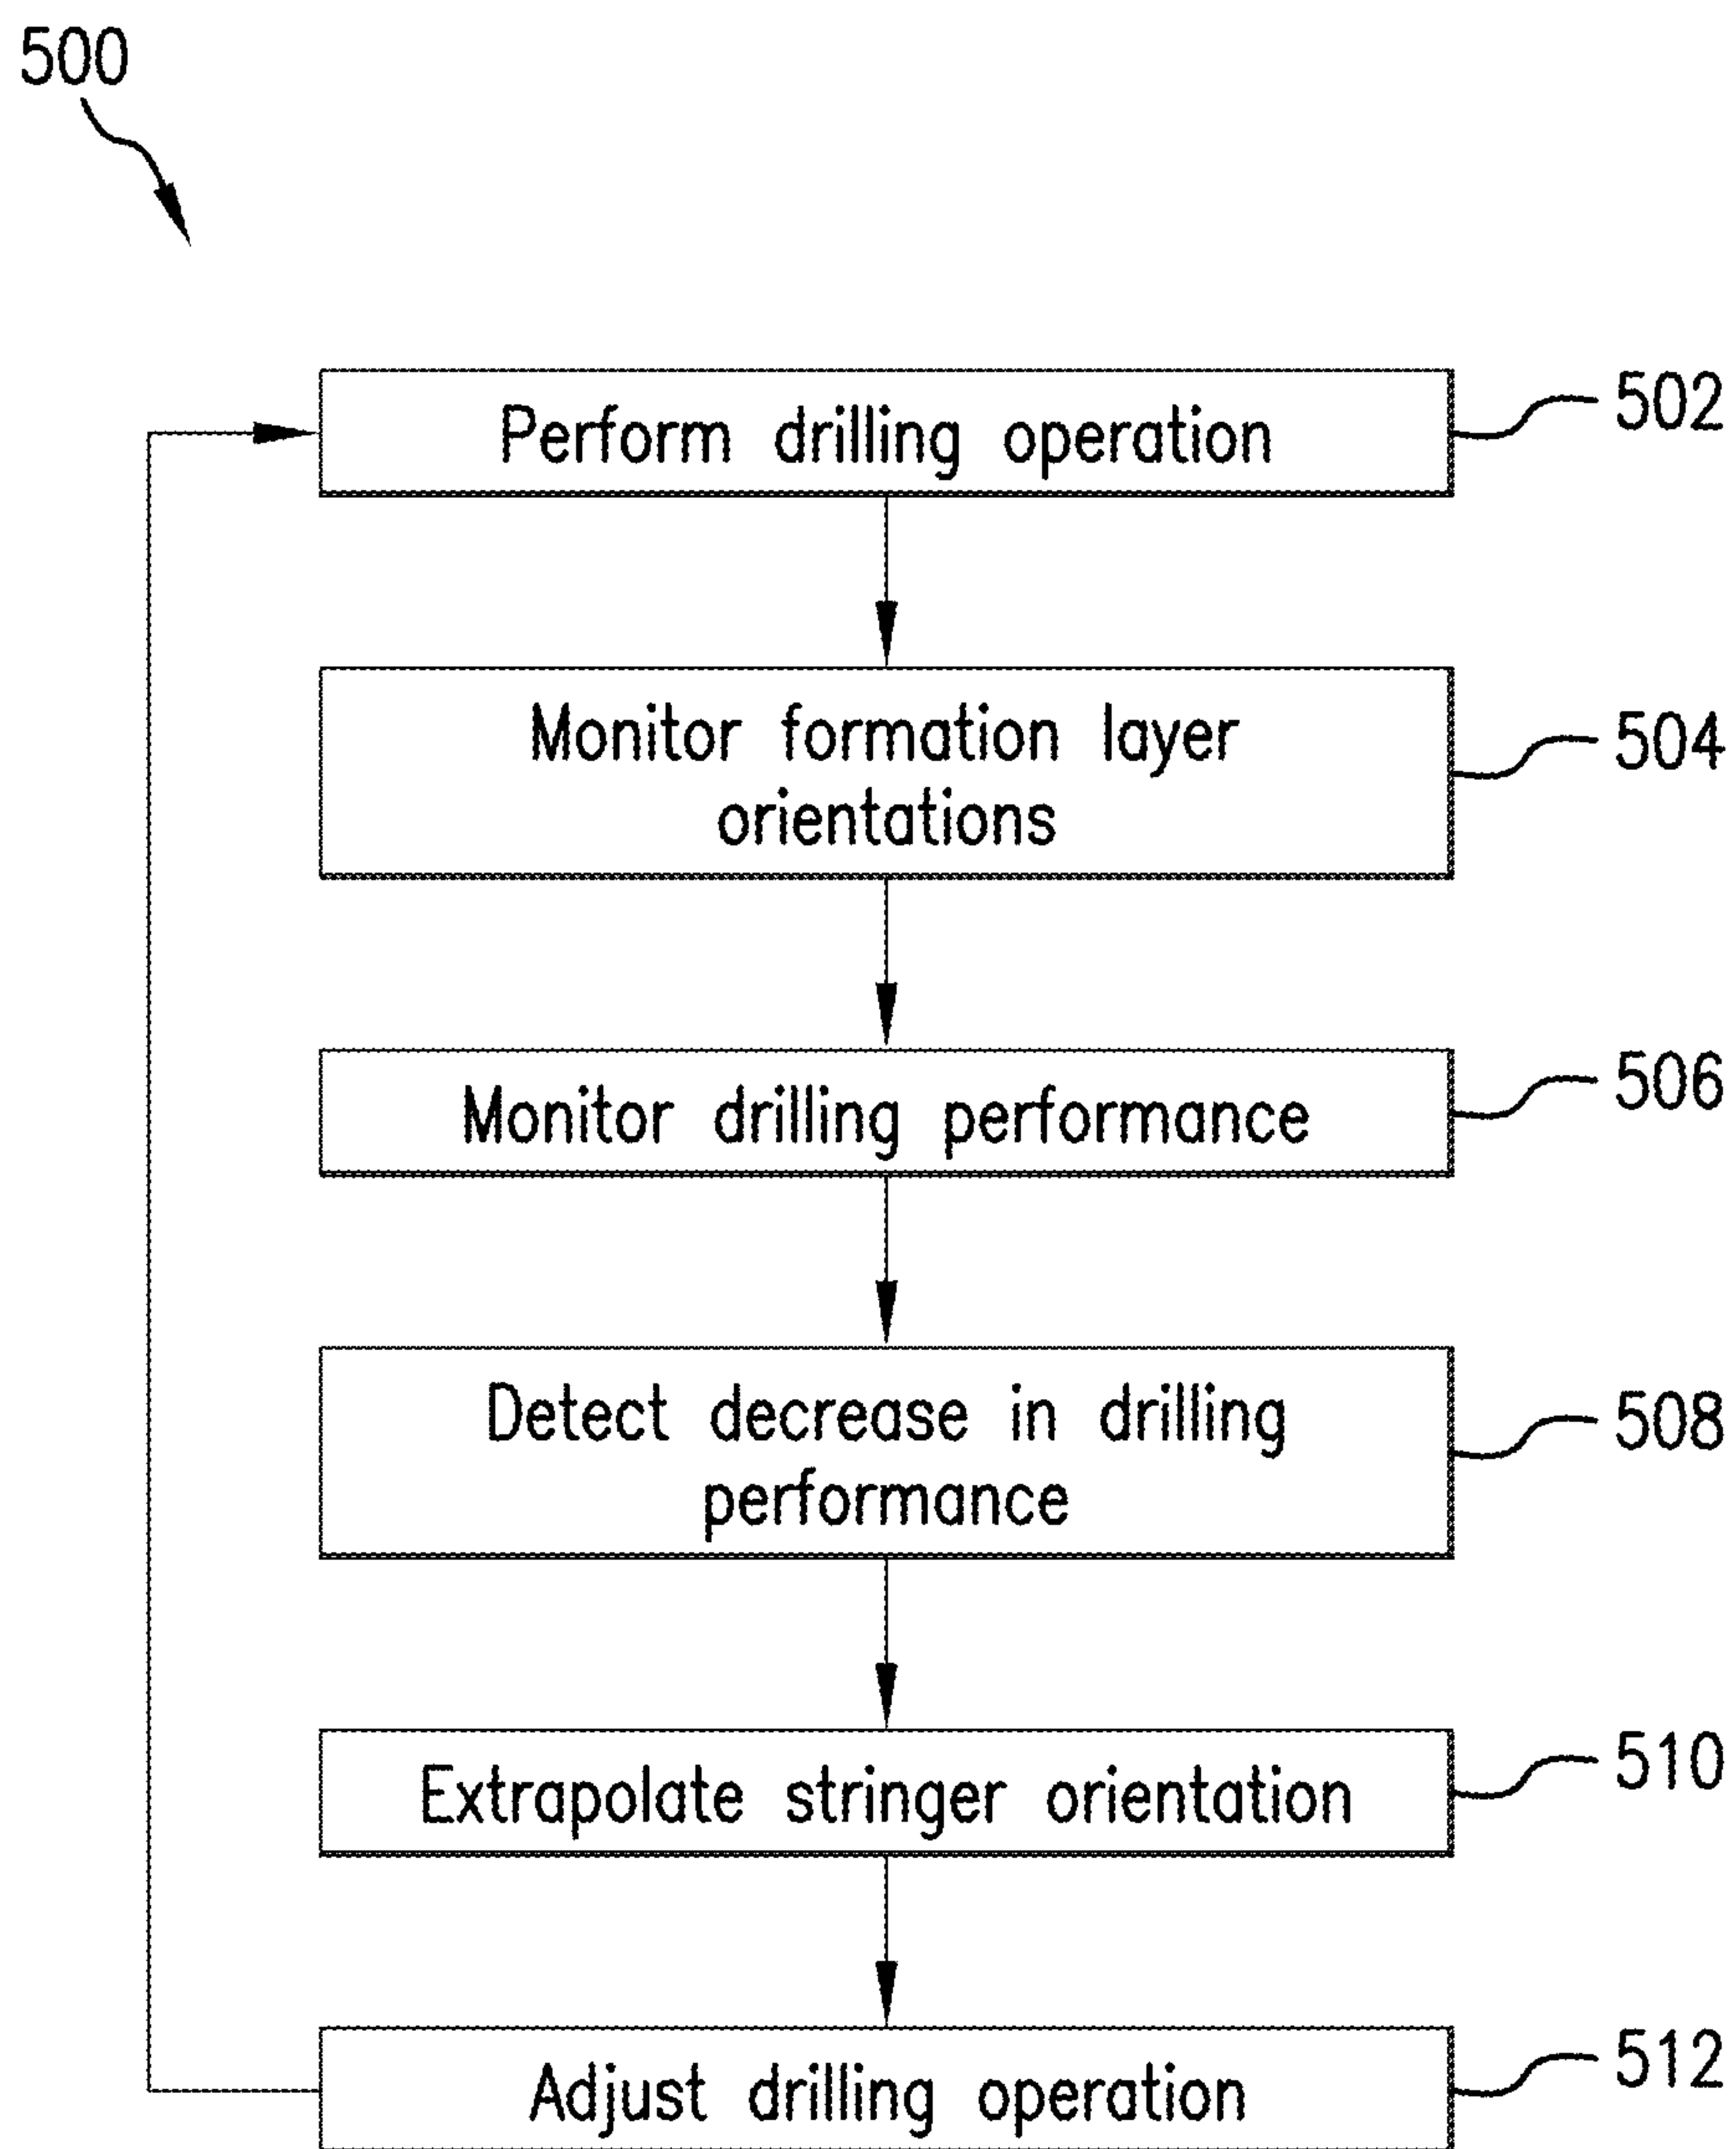 500
Perform drilling operation
502
Monitor formation layer
orientations
504
Monitor drilling performance
506
Detect decrease in drilling
performance
508
Extrapolate stringer orientation
510
Adjust drilling operation
512